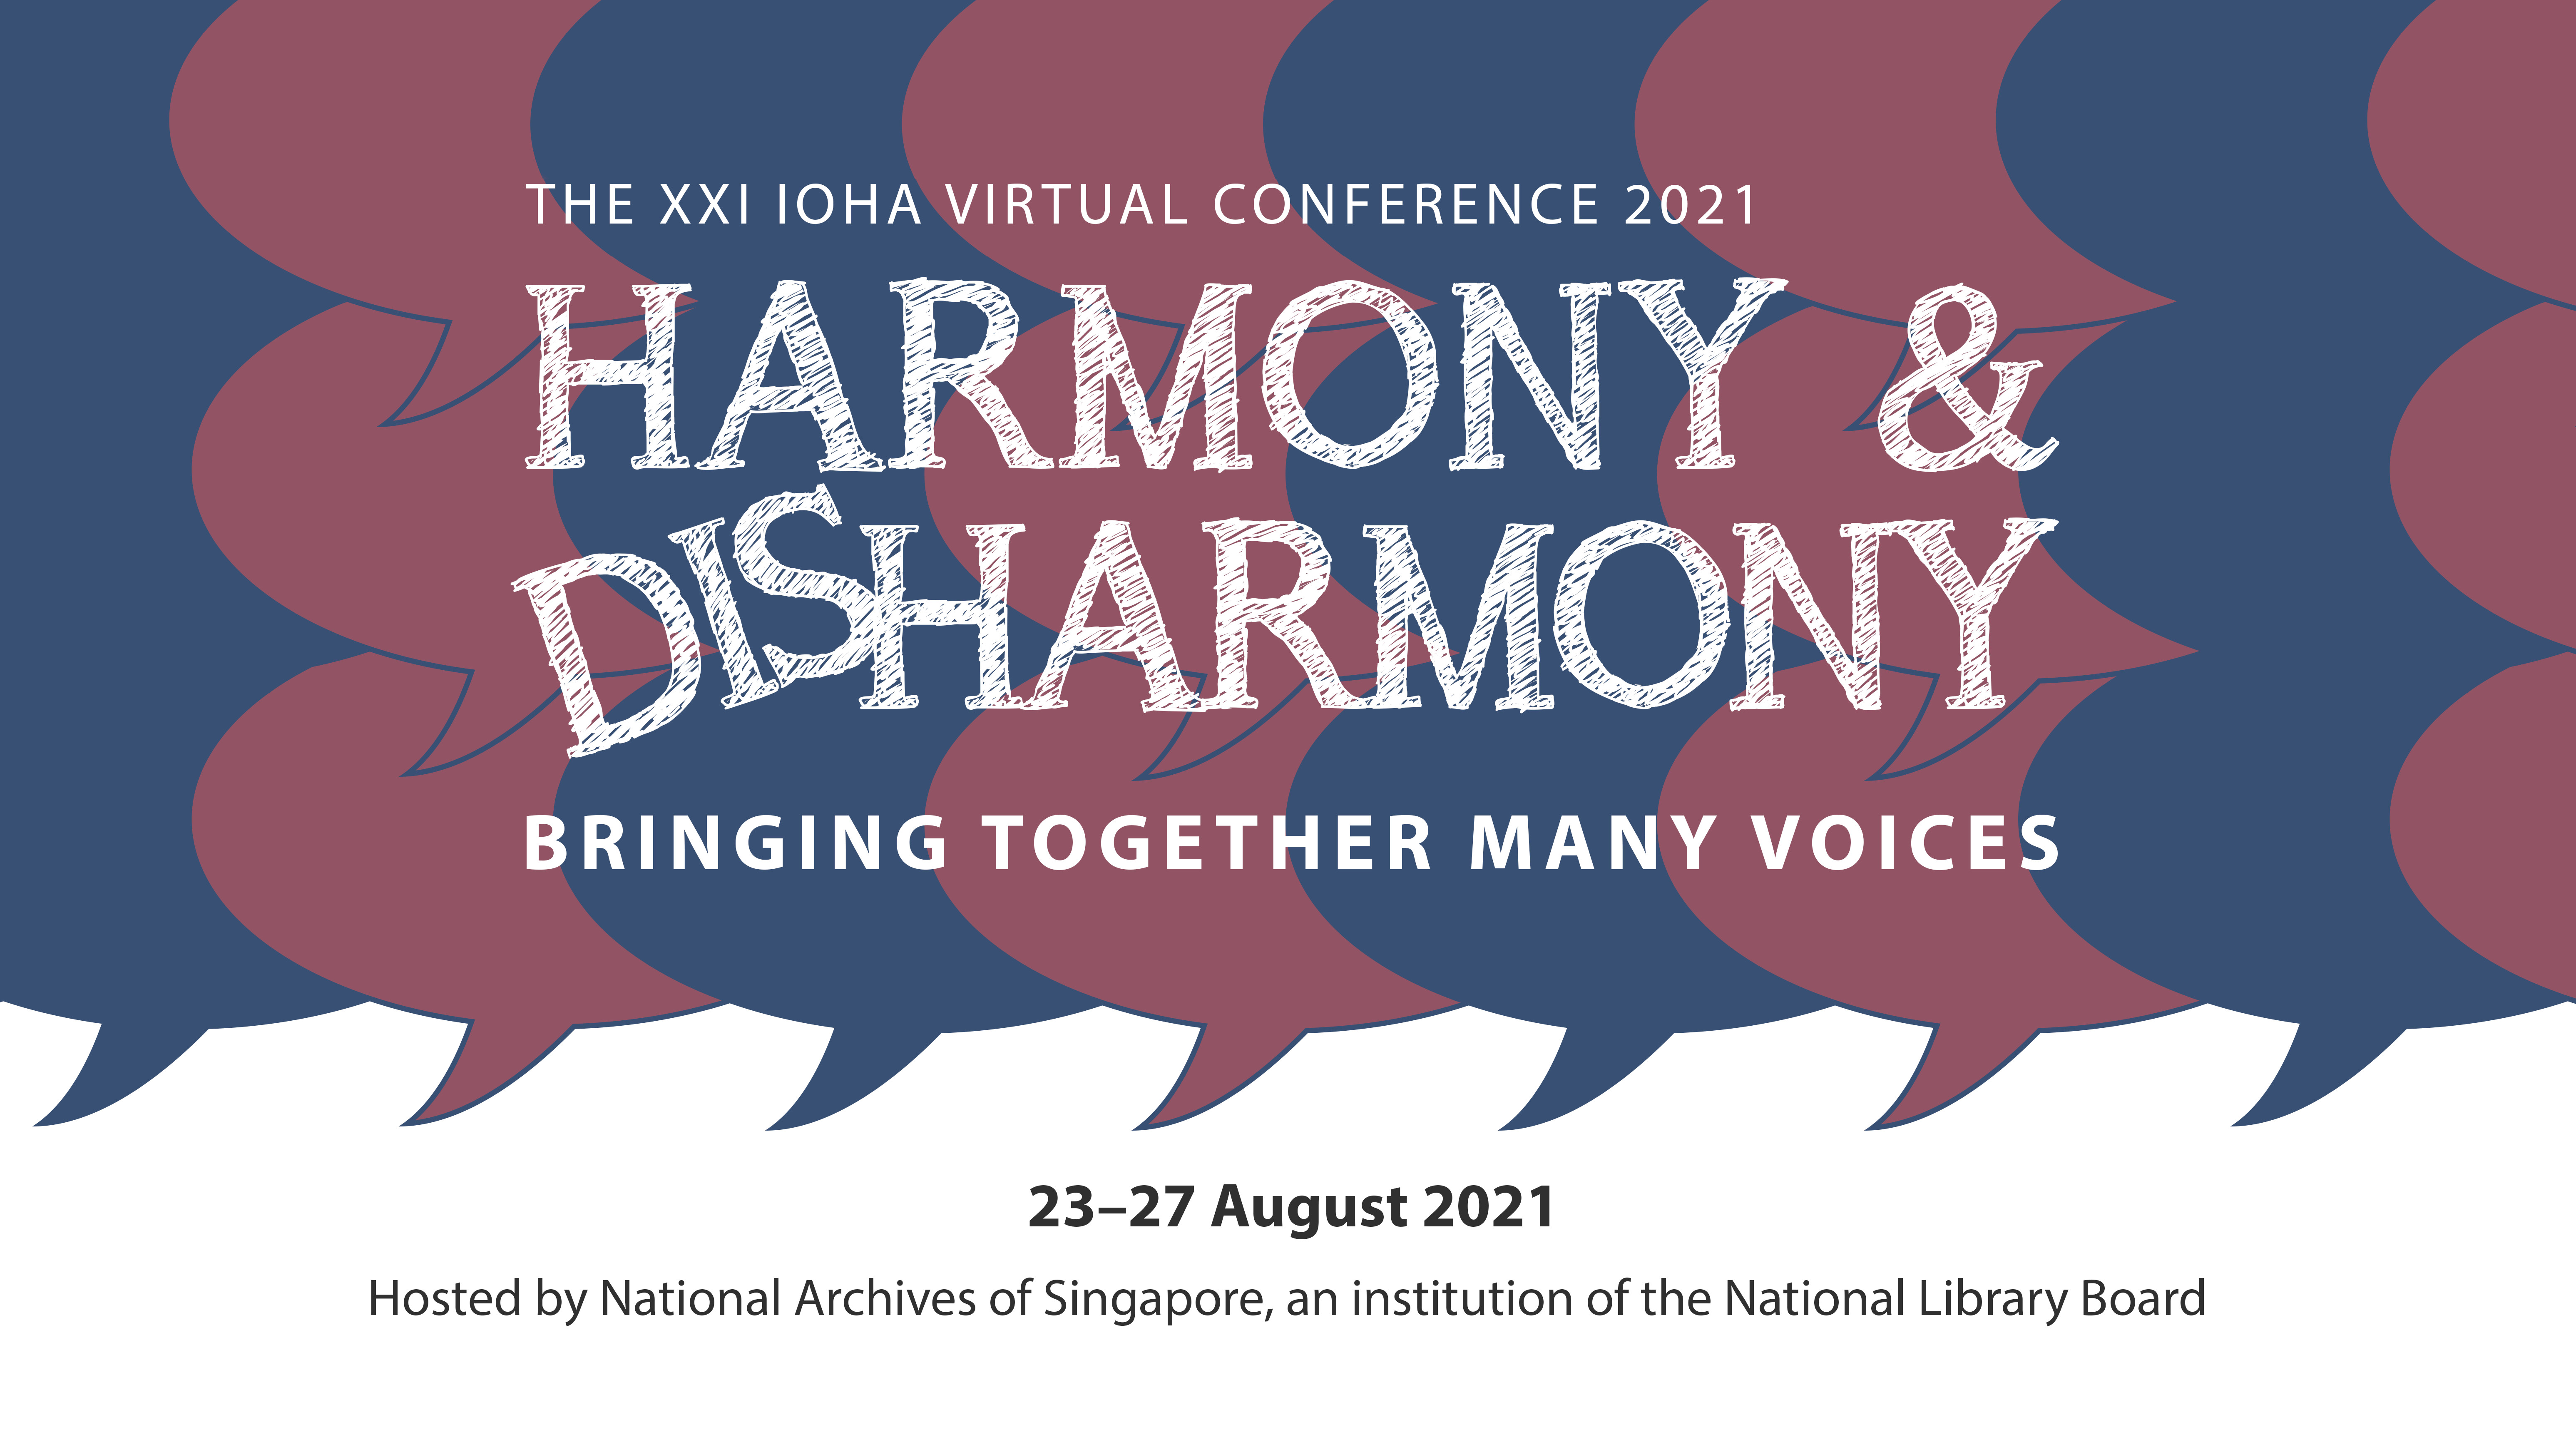 THE XXI IOHA VIRTUAL CONFERENCE 2021
HARMONY &
DISHARMONY
BRINGING TOGETHER MANY VOICES
23–27 August 2021
Hosted by National Archives of Singapore, an institution of the National Library Board